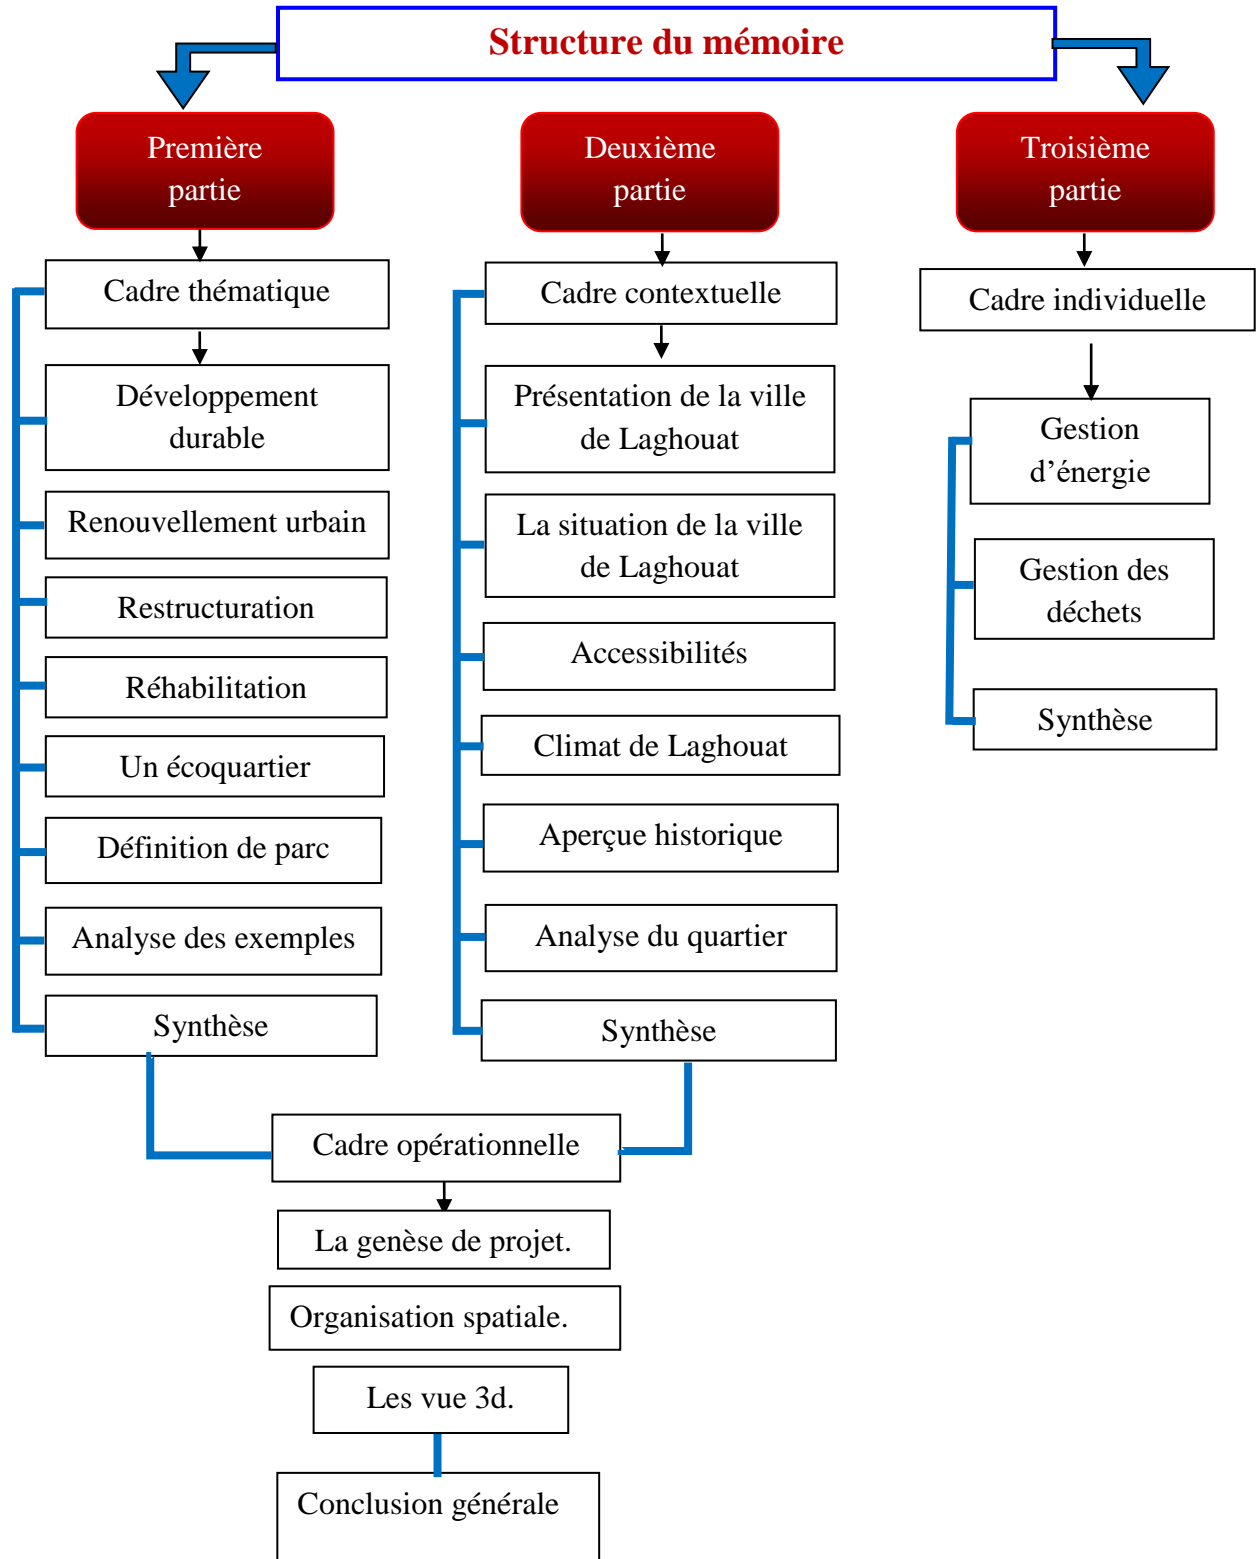 Structure du mémoire
Première
partie
Cadre thématique
Développement
durable
Renouvellement urbain
Restructuration
Réhabilitation
Un écoquartier
Définition de parc
Analyse des exemples
Synthèse
Deuxième
partie
Cadre contextuelle
Présentation de la ville
de Laghouat
La situation de la ville
de Laghouat
Accessibilités
Climat de Laghouat
Aperçue historique
Analyse du quartier
Synthèse
Troisième
partie
Cadre individuelle
Gestion
d’énergie
Gestion des
déchets
Synthèse
Cadre opérationnelle
La genèse de projet.
Organisation spatiale.
Les vue 3d.
Conclusion générale